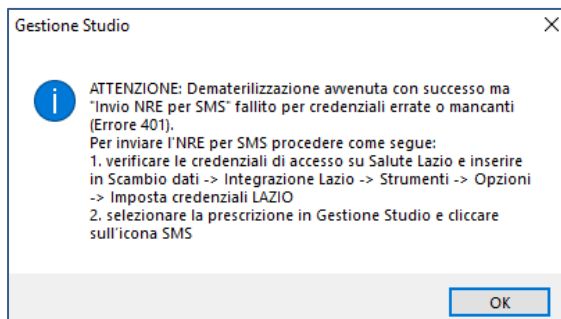 Gestione Studio
ATTENZIONE: Dematerilizzazione avvenuta con successo ma
"Invio NRE per SMS" fallito per credenziali errate o mancanti
(Errore 401).
Per inviare l'NRE per SMS procedere come segue:
1. verificare le credenziali di accesso su Salute Lazio e inserire
in Scambio dati -> Integrazione Lazio -> Strumenti -> Opzioni
-> Imposta credenziali LAZIO
2. selezionare la prescrizione in Gestione Studio e cliccare
sull'icona SMS
OK